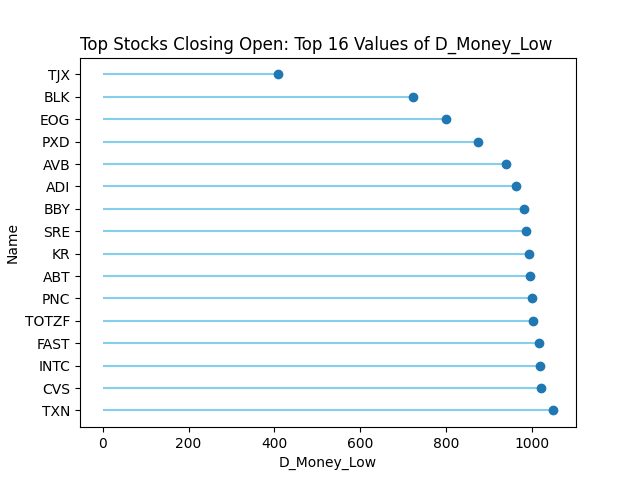 Top Stocks Closing Open: Top 16 Values of D_Money_Low
TJX
BLK
EOG
PXD
AVB
ADI
BBY
SRE
KR
ABT
PNC
TOTZF
FAST
INTC
CVS
TXN
Name
0 200 400 600 800 1000
D_Money_Low